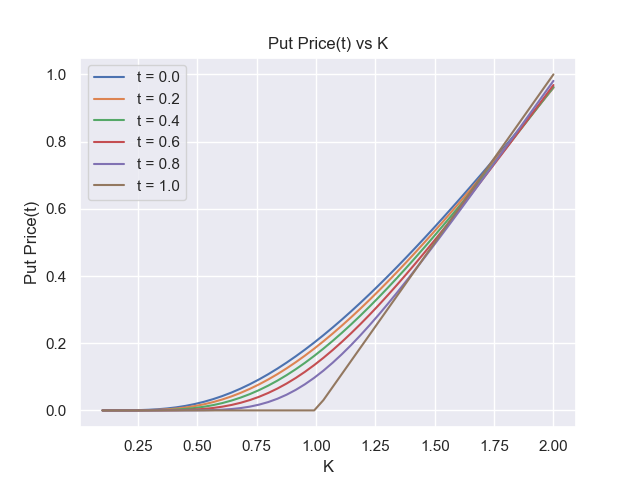 Put Price(t) vs K
t = 0.0
t = 0.2
t = 0.4
t = 0.6
t = 0.8
t = 1.0
Put Price(t)
1.0
0.8
0.6
0.4
0.2
0.0
0.25 0.50 0.75 1.00 1.25 1.50 1.75 2.00
K